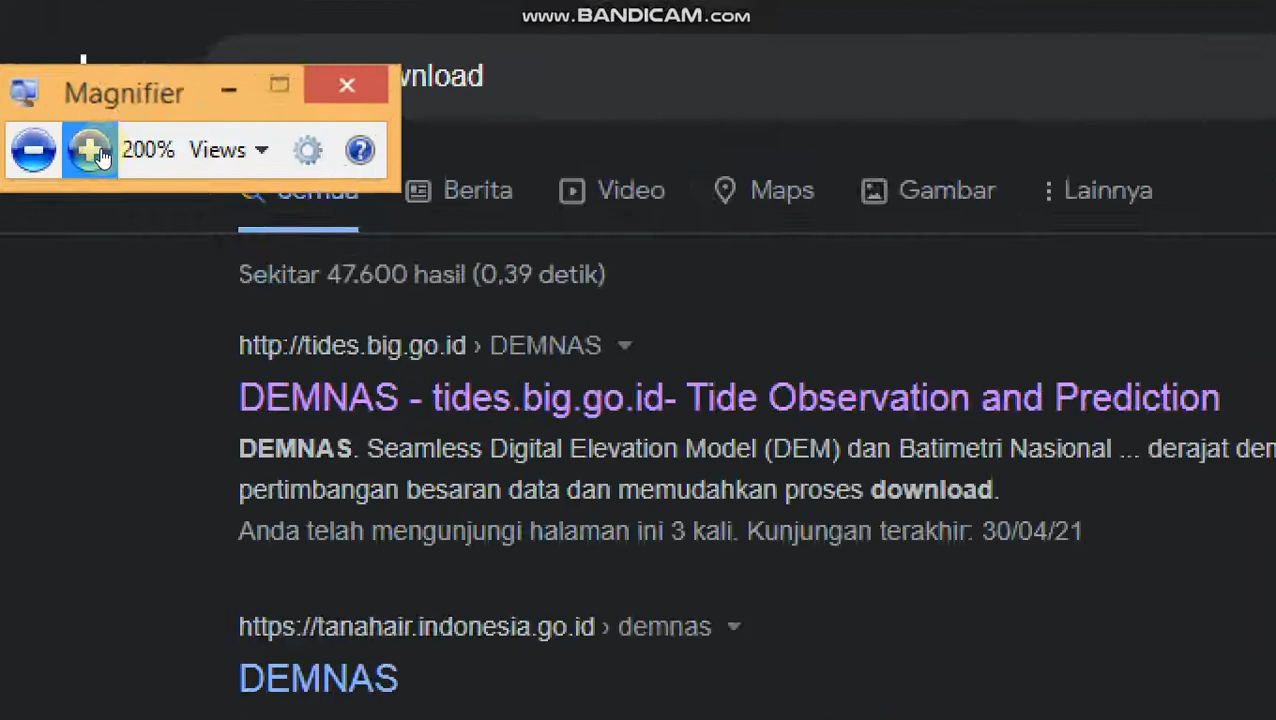 www.BANDICAM.com
Magnifier
wnload
200% Views
Semua Berita Video Maps Gambar Lainnya
Sekitar 47.600 hasil (0,39 detik)
http://tides.big.go.id › DEMNAS
DEMNAS - tides.big.go.id- Tide Observation and Prediction
DEMNAS. Seamless Digital Elevation Model (DEM) dan Batimetri Nasional ... derajat den
pertimbangan besaran data dan memudahkan proses download.
Anda telah mengunjungi halaman ini 3 kali. Kunjungan terakhir: 30/04/21
https://tanahair.indonesia.go.id › demnas
DEMNAS